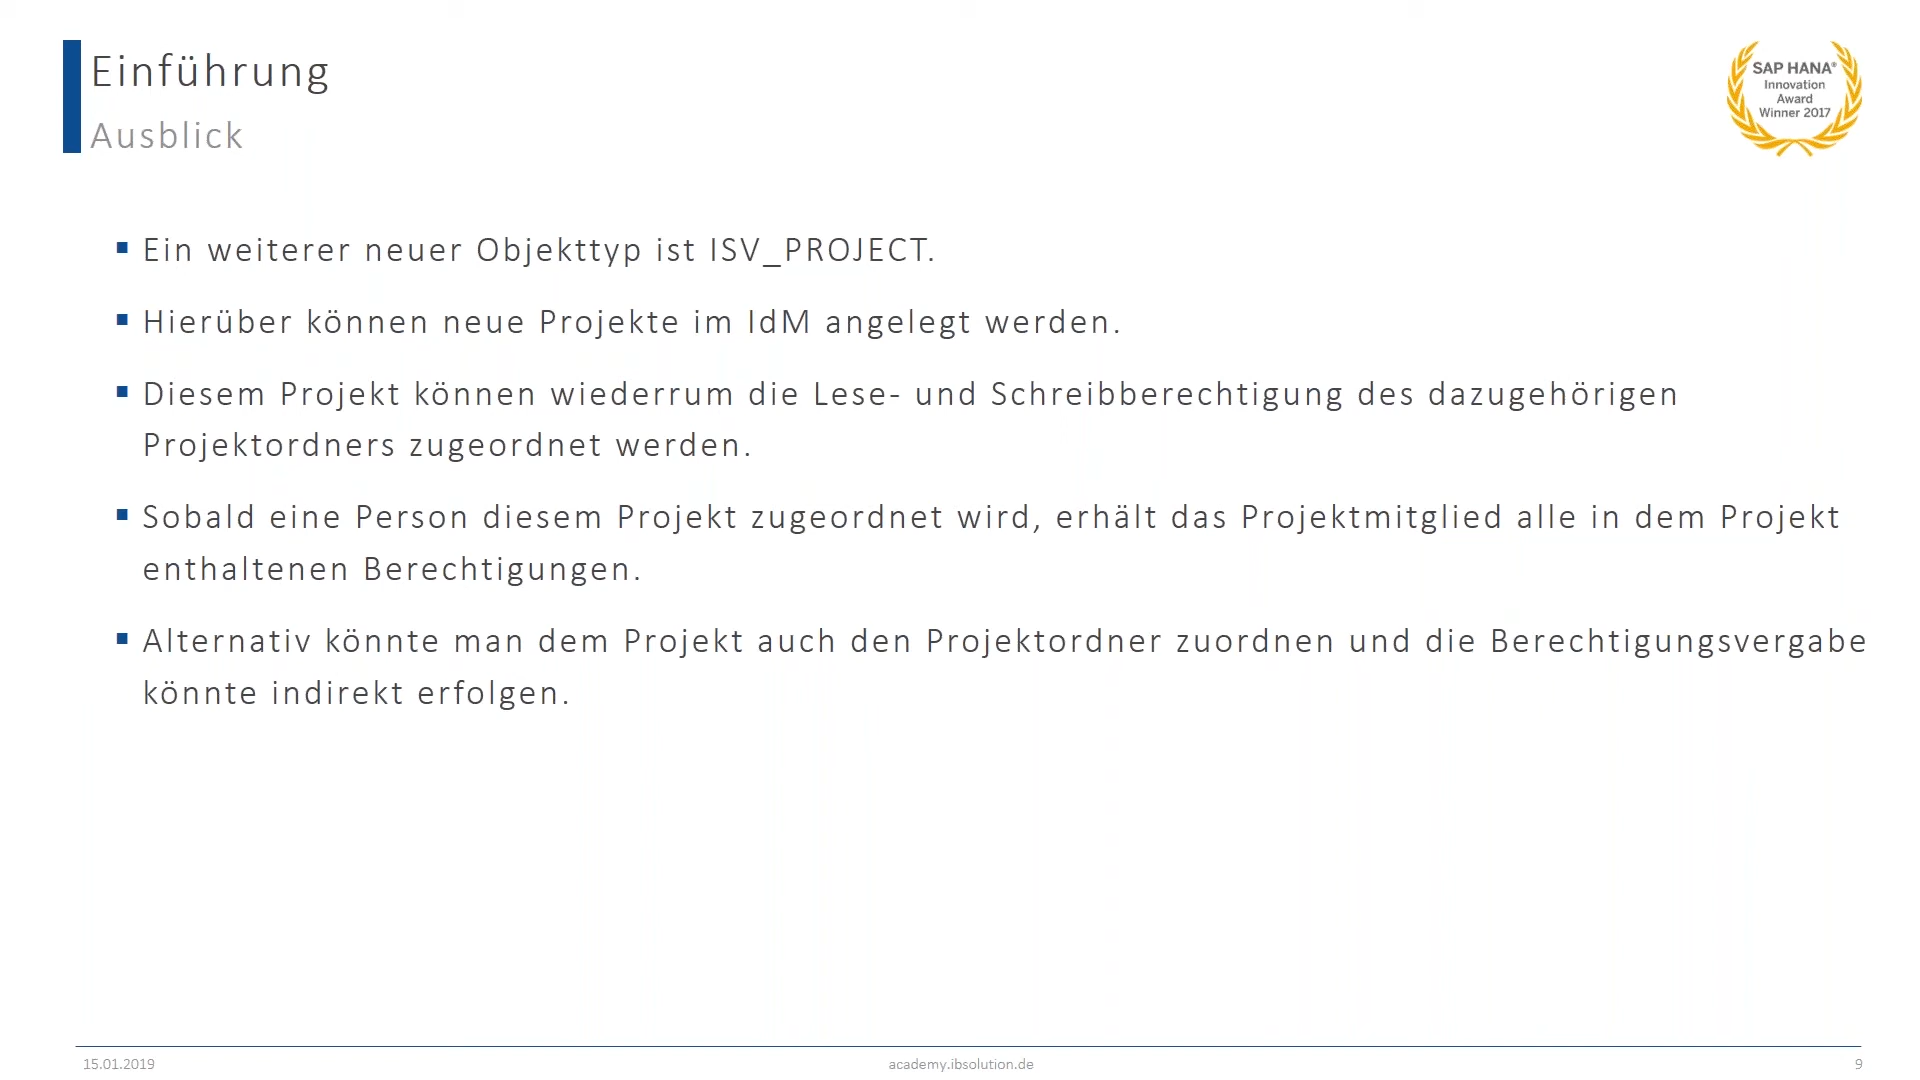 Einführung
Ausblick
SAP HANA®
Innovation
Award
Winner 2017
Ein weiterer neuer Objekttyp ist ISV_PROJECT.
Hierüber können neue Projekte im IdM angelegt werden.
Diesem Projekt können wiederrum die Lese- und Schreibberechtigung des dazugehörigen
Projektordners zugeordnet werden.
Sobald eine Person diesem Projekt zugeordnet wird, erhält das Projektmitglied alle in dem Projekt
enthaltenen Berechtigungen.
Alternativ könnte man dem Projekt auch den Projektordner zuordnen und die Berechtigungsvergabe
könnte indirekt erfolgen.
15.01.2019
academy.ibsolution.de
9